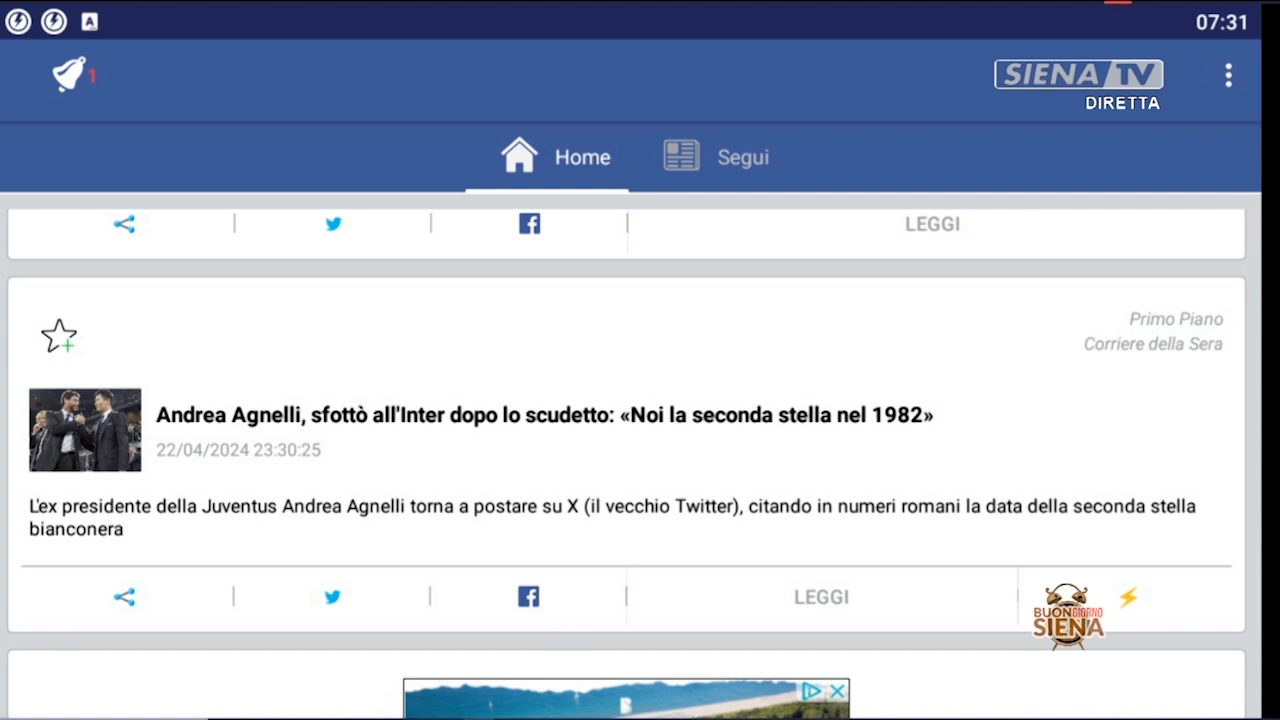 A
07:31
1
SIENA TV
DIRETTA
Home
Segui
LEGGI
Primo Piano
Corriere della Sera
Andrea Agnelli, sfottò all'Inter dopo lo scudetto: «Noi la seconda stella nel 1982»
22/04/2024 23:30:25
L'ex presidente della Juventus Andrea Agnelli torna a postare su X (il vecchio Twitter), citando in numeri romani la data della seconda stella
bianconera
LEGGI
BUONGIORNO
SIENA